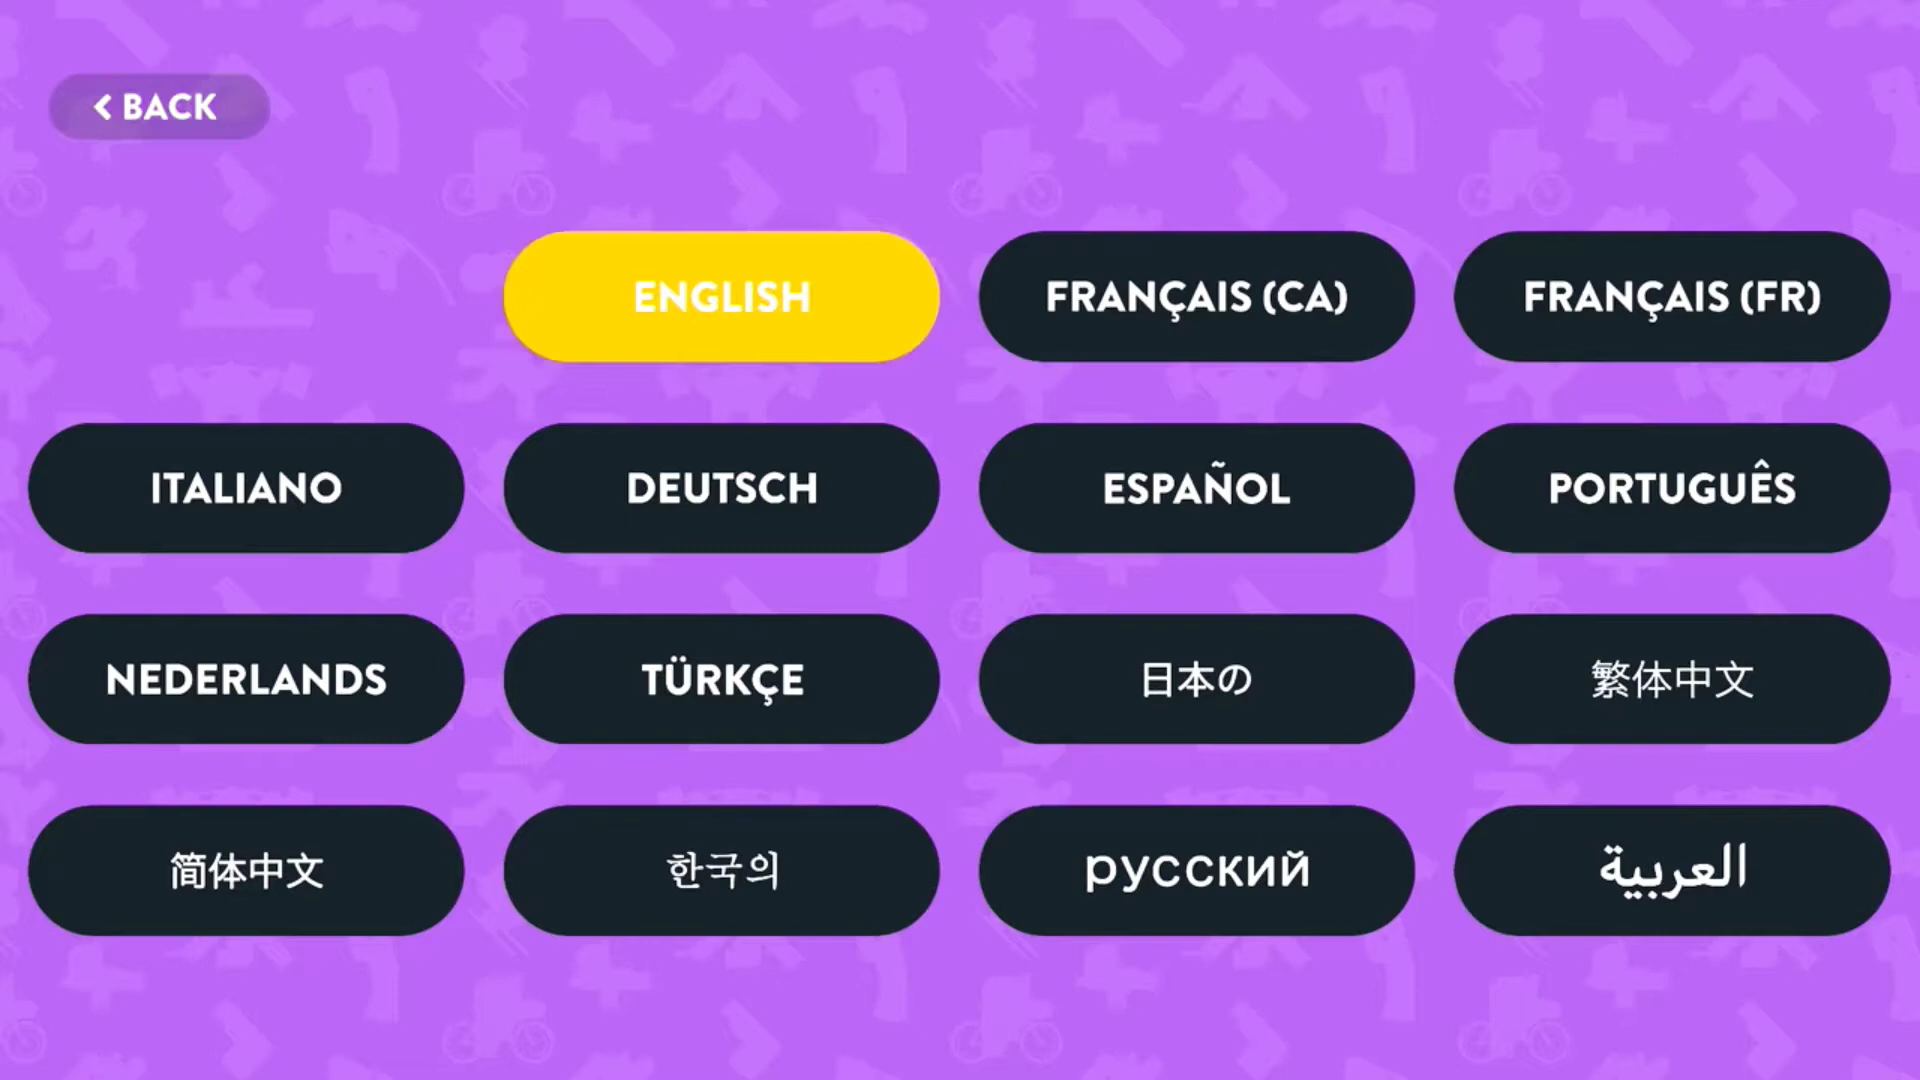 < BACK
ENGLISH
FRANÇAIS (CA)
FRANÇAIS (FR)
ITALIANO
DEUTSCH
ESPAÑOL
PORTUGUÊS
NEDERLANDS
TÜRKÇE
日本の
繁体中文
简体中文
한국의
русский
العربية